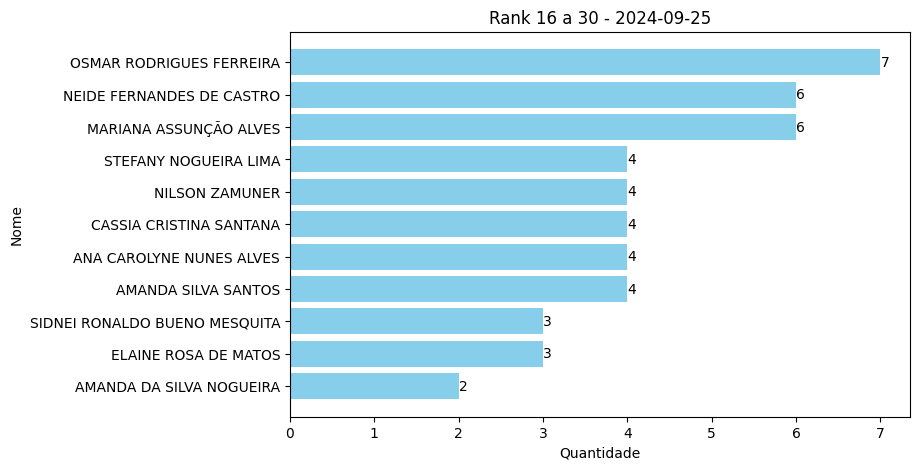 Rank 16 a 30 - 2024-09-25
OSMAR RODRIGUES FERREIRA 7
NEIDE FERNANDES DE CASTRO 6
MARIANA ASSUNÇÃO ALVES 6
STEFANY NOGUEIRA LIMA 4
NILSON ZAMUNER 4
CASSIA CRISTINA SANTANA 4
ANA CAROLYNE NUNES ALVES 4
AMANDA SILVA SANTOS 4
SIDNEI RONALDO BUENO MESQUITA 3
ELAINE ROSA DE MATOS 3
AMANDA DA SILVA NOGUEIRA 2
Nome
0 1 2 3 4 5 6 7
Quantidade